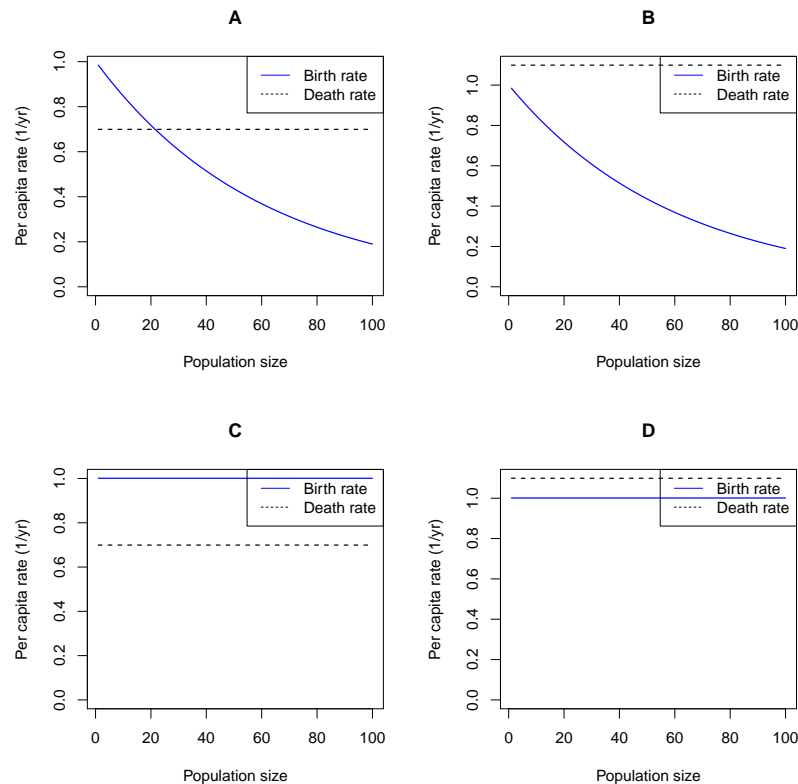 A
Per capita rate (1/yr)
0.0 0.2 0.4 0.6 0.8 1.0
Birth rate
Death rate
0 20 40 60 80 100
Population size
B
Per capita rate (1/yr)
0.0 0.2 0.4 0.6 0.8 1.0
Birth rate
Death rate
0 20 40 60 80 100
Population size
C
Per capita rate (1/yr)
0.0 0.2 0.4 0.6 0.8 1.0
Birth rate
Death rate
0 20 40 60 80 100
Population size
D
Per capita rate (1/yr)
0.0 0.2 0.4 0.6 0.8 1.0
Birth rate
Death rate
0 20 40 60 80 100
Population size